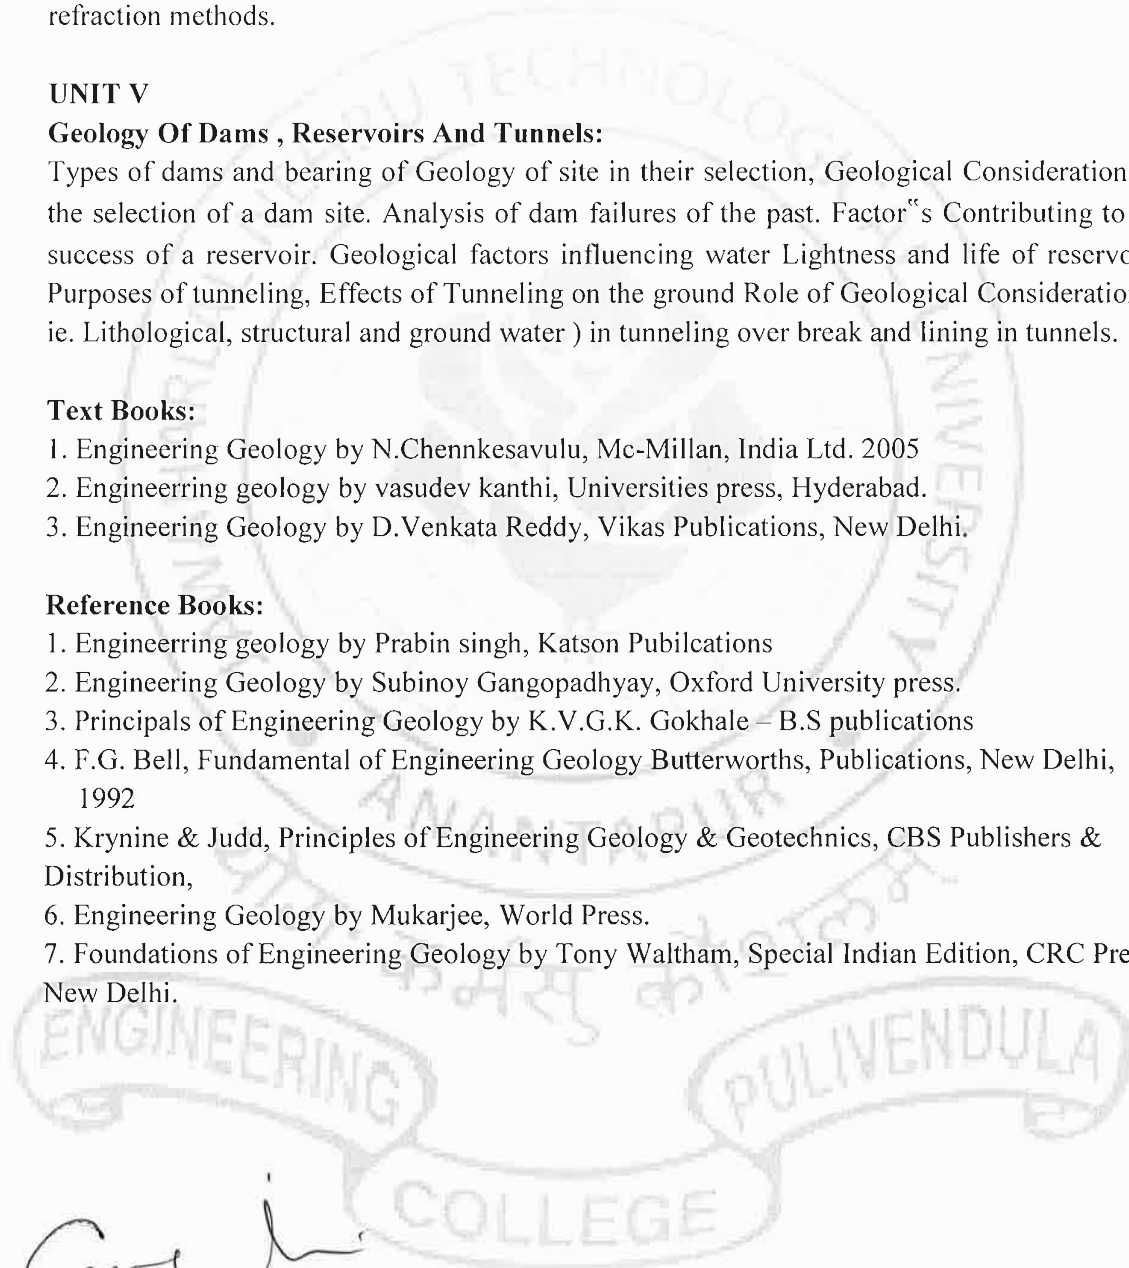 refraction methods.
UNIT V
Geology Of Dams , Reservoirs And Tunnels:
Types of dams and bearing of Geology of site in their selection, Geological Consideration
the selection of a dam site. Analysis of dam failures of the past. Factor‟s Contributing to
success of a reservoir. Geological factors influencing water Lightness and life of reservo
Purposes of tunneling, Effects of Tunneling on the ground Role of Geological Consideratio
ie. Lithological, structural and ground water ) in tunneling over break and lining in tunnels.
Text Books:
1. Engineering Geology by N.Chennkesavulu, Mc-Millan, India Ltd. 2005
2. Engineerring geology by vasudev kanthi, Universities press, Hyderabad.
3. Engineering Geology by D.Venkata Reddy, Vikas Publications, New Delhi.
Reference Books:
1. Engineerring geology by Prabin singh, Katson Pubilcations
2. Engineering Geology by Subinoy Gangopadhyay, Oxford University press.
3. Principals of Engineering Geology by K.V.G.K. Gokhale – B.S publications
4. F.G. Bell, Fundamental of Engineering Geology Butterworths, Publications, New Delhi,
1992
5. Krynine & Judd, Principles of Engineering Geology & Geotechnics, CBS Publishers &
Distribution,
6. Engineering Geology by Mukarjee, World Press.
7. Foundations of Engineering Geology by Tony Waltham, Special Indian Edition, CRC Pre
New Delhi.
JAWAHARLAL NEHRU TECHNOLOGICAL UNIVERSITY
ANANTAPUR
योगः कर्मसु कौशलम्
ENGINEERING
COLLEGE
PULIVENDULA